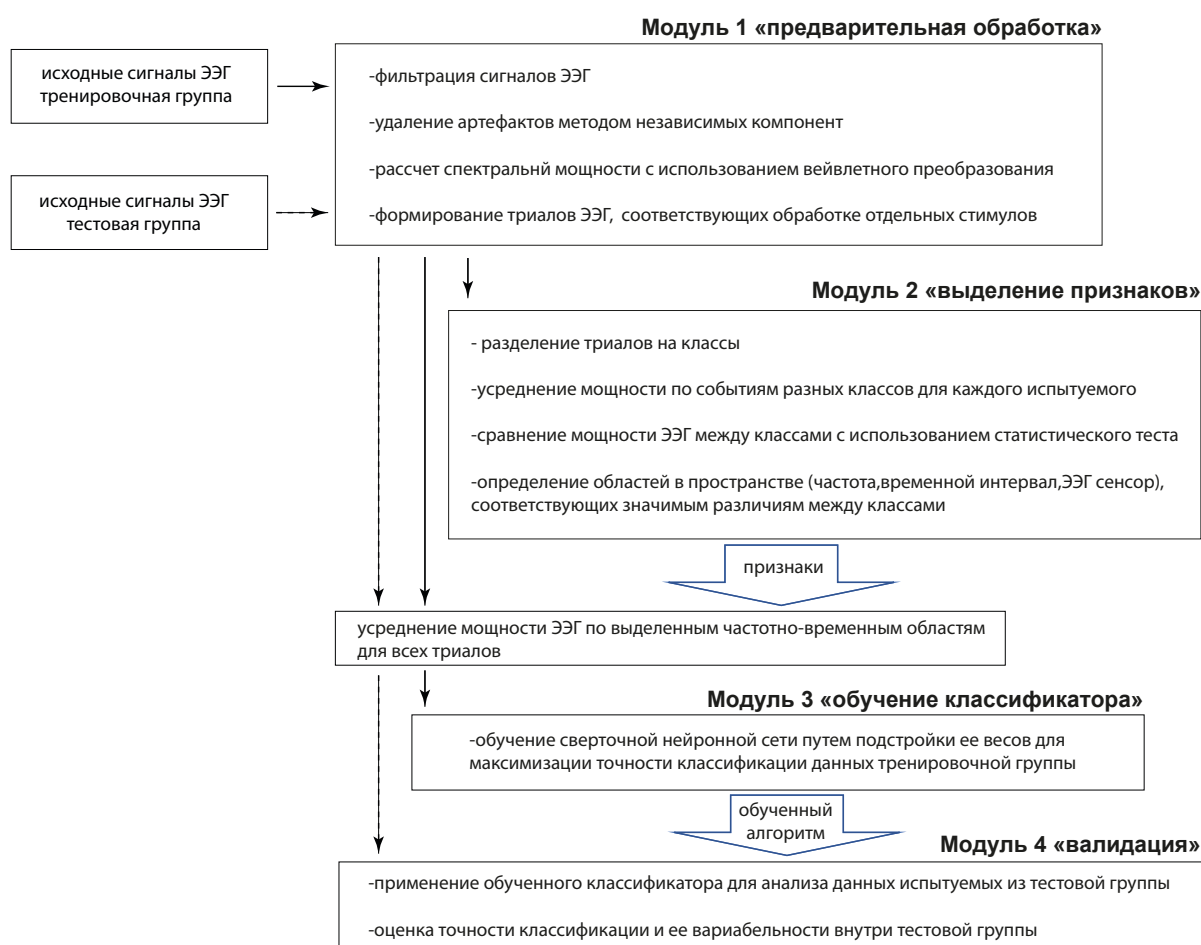 Модуль 1 «предварительная обработка»
исходные сигналы ЭЭГ
тренировочная группа
-фильтрация сигналов ЭЭГ
-удаление артефактов методом независимых компонент
-рассчет спектральнй мощности с использованием вейвлетного преобразования
-формирование триалов ЭЭГ, соответствующих обработке отдельных стимулов
исходные сигналы ЭЭГ
тестовая группа
Модуль 2 «выделение признаков»
- разделение триалов на классы
-усреднение мощности по событиям разных классов для каждого испытуемого
-сравнение мощности ЭЭГ между классами с использованием статистического теста
-определение областей в пространстве (частота,временной интервал,ЭЭГ сенсор),
соответствующих значимым различиям между классами
признаки
усреднение мощности ЭЭГ по выделенным частотно-временным областям
для всех триалов
Модуль 3 «обучение классификатора»
-обучение сверточной нейронной сети путем подстройки ее весов для
максимизации точности классификации данных тренировочной группы
обученный
алгоритм
Модуль 4 «валидация»
-применение обученного классификатора для анализа данных испытуемых из тестовой группы
-оценка точности классификации и ее вариабельности внутри тестовой группы